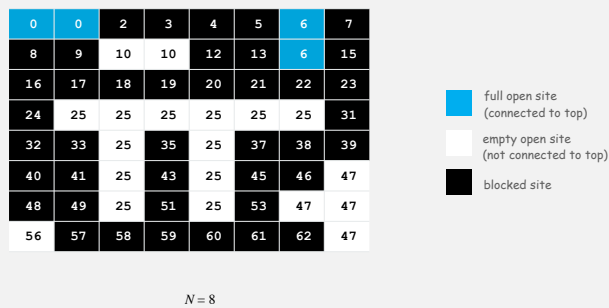 0 0 2 3 4 5 6 7
8 9 10 10 12 13 6 15
16 17 18 19 20 21 22 23
24 25 25 25 25 25 25 31
32 33 25 35 25 37 38 39
40 41 25 43 25 45 46 47
48 49 25 51 25 53 47 47
56 57 58 59 60 61 62 47
full open site
(connected to top)
empty open site
(not connected to top)
blocked site
N = 8